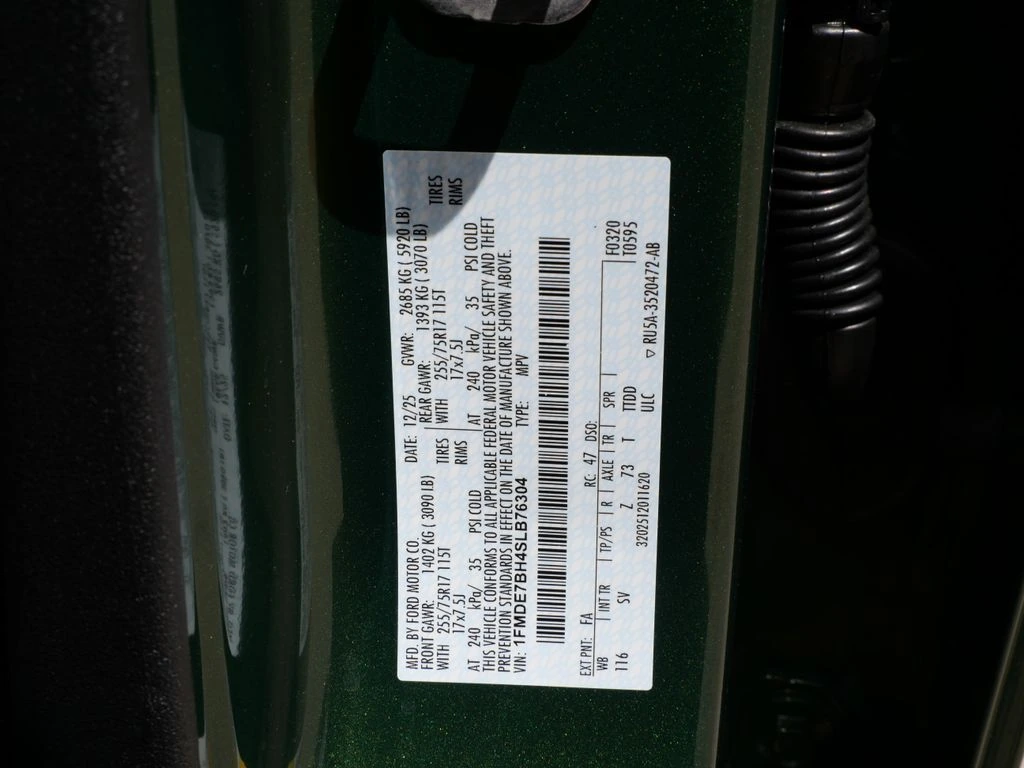 MFD. BY FORD MOTOR CO. DATE: 12/25 GVWR: 2685 KG ( 5920 LB)
FRONT GAWR: 1402 KG ( 3090 LB) REAR GAWR: 1393 KG ( 3070 LB)
WITH 255/75R17 115T TIRES WITH 255/75R17 115T TIRES
17x7.5J RIMS 17x7.5J RIMS
AT 240 kPa/ 35 PSI COLD AT 240 kPa/ 35 PSI COLD
THIS VEHICLE CONFORMS TO ALL APPLICABLE FEDERAL MOTOR VEHICLE SAFETY AND THEFT
PREVENTION STANDARDS IN EFFECT ON THE DATE OF MANUFACTURE SHOWN ABOVE.
VIN: 1FMDE7BH4SLB76304 TYPE: MPV
EXT PNT: FA RC: 47 DSO: F0320
WB INT TR TP/PS R AXLE TR SPR T0595
116 SV Z 73 T TTDD
3202512011620 ULC ▽ RU5A-3520472-AB